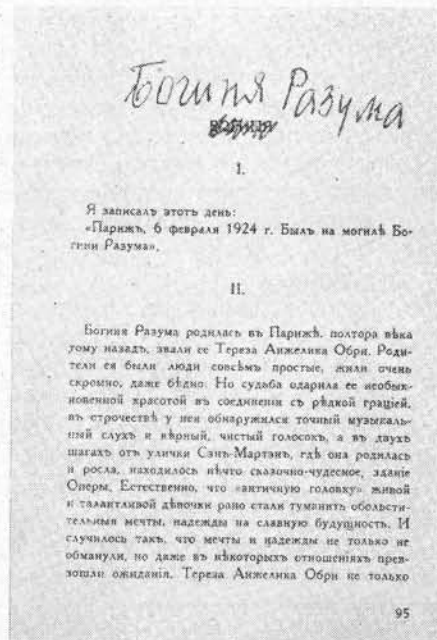 Богиня Разума
I.
Я записалъ этотъ день:
«Парижъ, 6 февраля 1924 г. Былъ на могилѣ Бо-
гини Разума».
II.
Богиня Разума родилась въ Парижѣ, полтора вѣка
тому назадъ, звали ее Тереза Анжелика Обри. Роди-
тели ея были люди совсѣмъ простые, жили очень
скромно, даже бѣдно. Но судьба одарила ее необык-
новенной красотой въ соединеніи съ рѣдкой граціей,
въ отрочествѣ у нея обнаружился точный музыкаль-
ный слухъ и вѣрный, чистый голосокъ, а въ двухъ
шагахъ отъ улички Сэнъ-Мартэнъ, гдѣ она родилась
и росла, находилось нѣчто сказочно-чудесное, зданіе
Оперы. Естественно, что «античную головку» живой
и талантливой дѣвочки рано стали туманить обольсти-
тельныя мечты, надежды на славную будущность. И
случилось такъ, что мечты и надежды не только не
обманули, но даже въ нѣкоторыхъ отношеніяхъ прев-
зошли ожиданія. Тереза Анжелика Обри не только
95